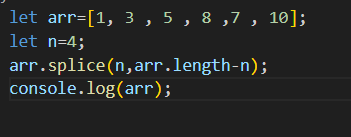 let arr=[1, 3 , 5 , 8 ,7 , 10];
let n=4;
arr.splice(n,arr.length-n);
console.log(arr);